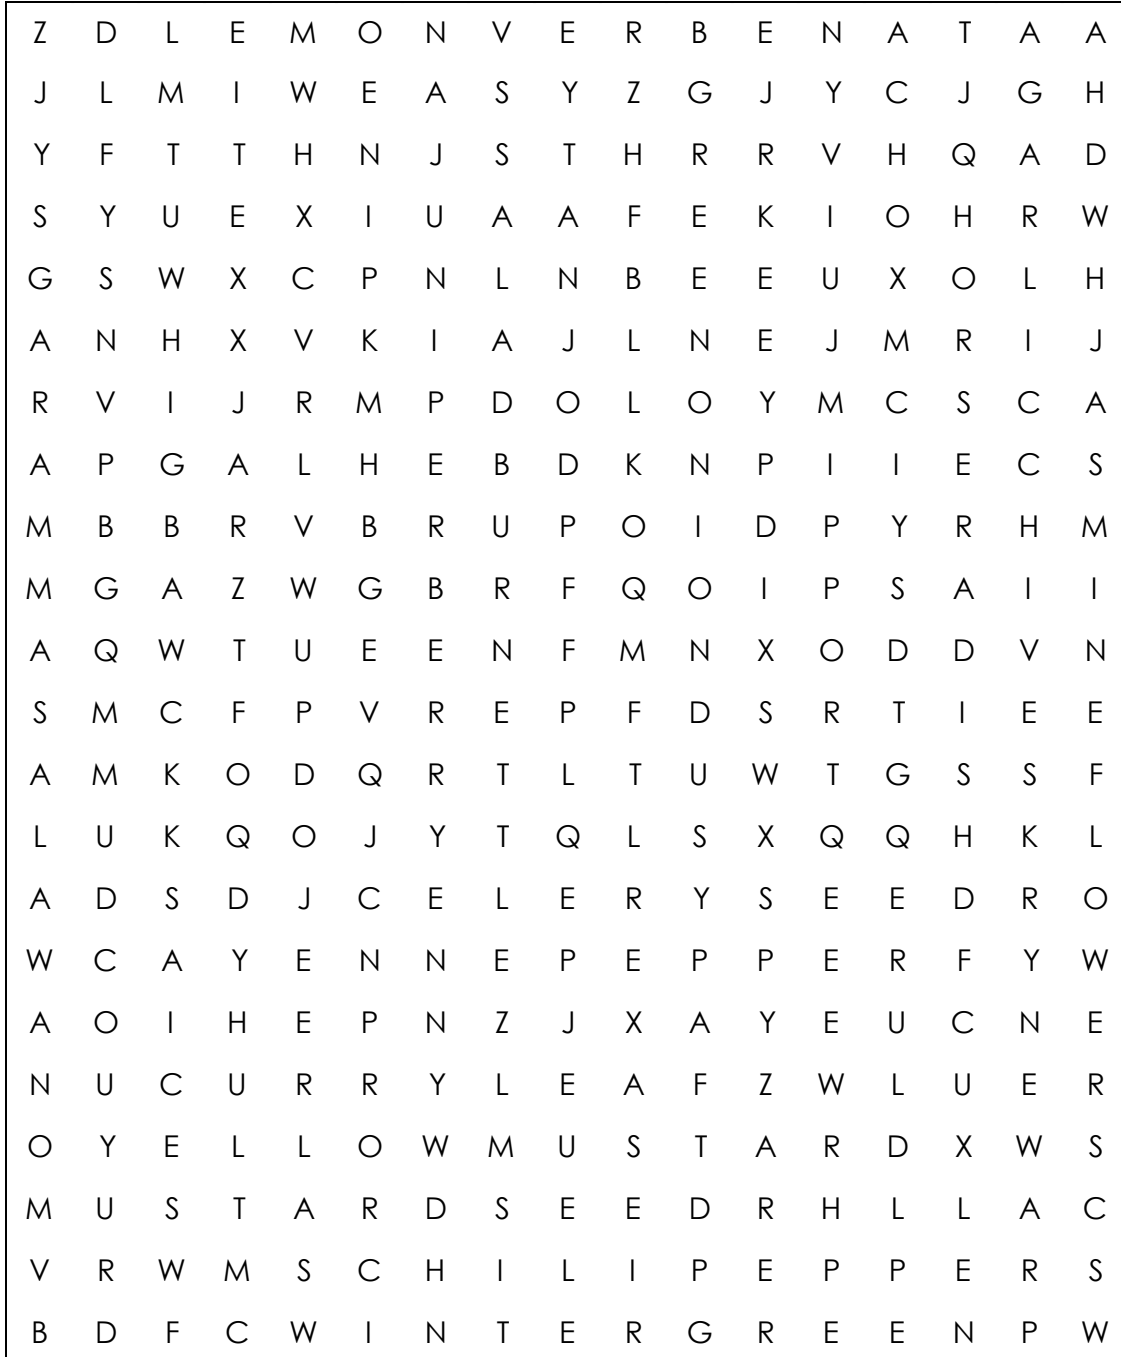 Z D L E M O N V E R B E N A T A A
J L M I W E A S Y Z G J Y C J G H
Y F T T H N J S T H R R V H Q A D
S Y U E X I U A A F E K I O H R W
G S W X C P N L N B E E U X O L H
A N H X V K I A J L N E J M R I J
R V I J R M P D O L O Y M C S C A
A P G A L H E B D K N P I I E C S
M B B R V B R U P O I D P Y R H M
M G A Z W G B R F Q O I P S A I I
A Q W T U E E N F M N X O D D V N
S M C F P V R E P F D S R T I E E
A M K O D Q R T L T U W T G S S F
L U K Q O J Y T Q L S X Q Q H K L
A D S D J C E L E R Y S E E D R O
W C A Y E N N E P E P P E R F Y W
A O I H E P N Z J X A Y E U C N E
N U C U R R Y L E A F Z W L U E R
O Y E L L O W M U S T A R D X W S
M U S T A R D S E E D R H L L A C
V R W M S C H I L I P E P P E R S
B D F C W I N T E R G R E E N P W